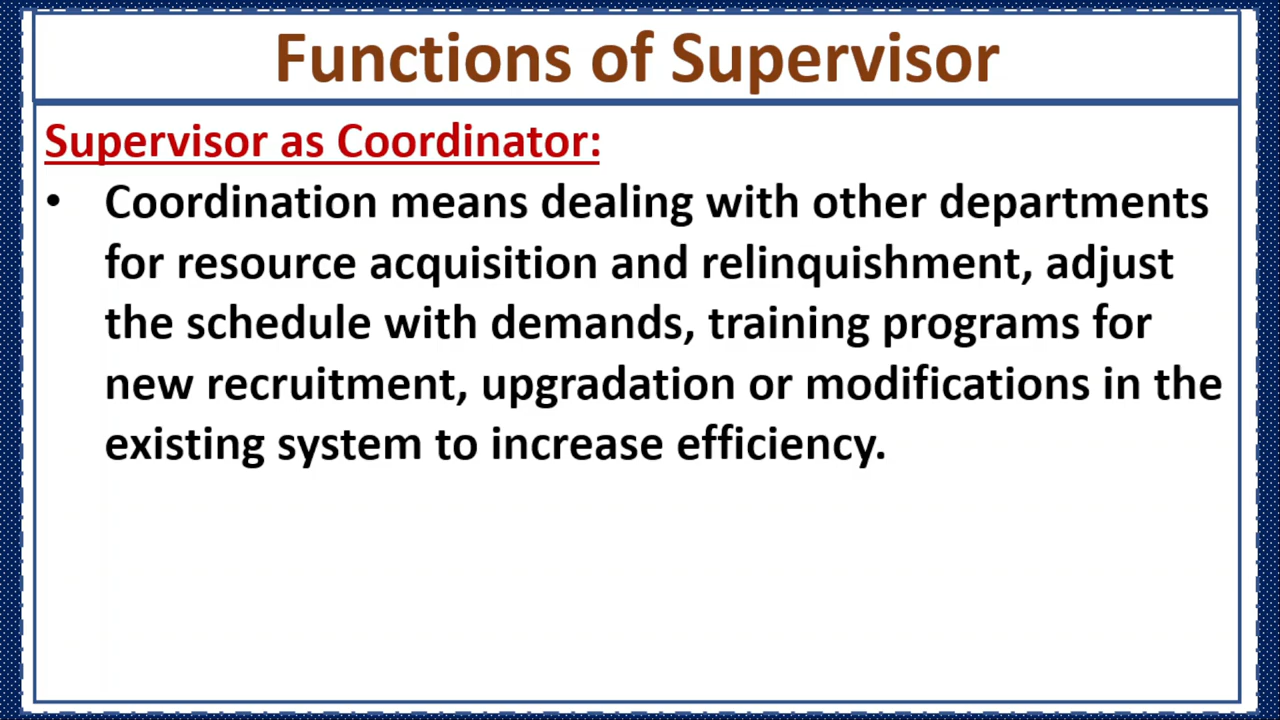 Functions of Supervisor
Supervisor as Coordinator:
• Coordination means dealing with other departments
for resource acquisition and relinquishment, adjust
the schedule with demands, training programs for
new recruitment, upgradation or modifications in the
existing system to increase efficiency.